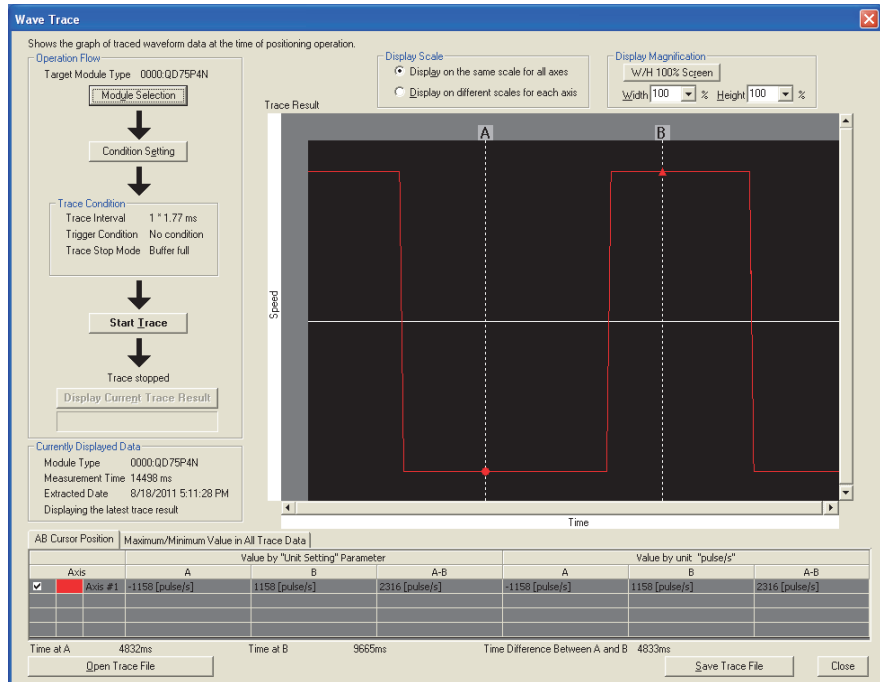 Wave Trace
Shows the graph of traced waveform data at the time of positioning operation.
Operation Flow
Target Module Type 0000:QD75P4N
Module Selection
Condition Setting
Trace Condition
Trace Interval 1 * 1.77 ms
Trigger Condition No condition
Trace Stop Mode Buffer full
Start Trace
Trace stopped
Display Current Trace Result
Currently Displayed Data
Module Type 0000:QD75P4N
Measurement Time 14498 ms
Extracted Date 8/18/2011 5:11:28 PM
Displaying the latest trace result
Display Scale
Display on the same scale for all axes
Display on different scales for each axis
Display Magnification
W/H 100% Screen
Width 100 % Height 100 %
Trace Result
A B
Speed
Time
AB Cursor Position Maximum/Minimum Value in All Trace Data
Value by "Unit Setting" Parameter Value by unit "pulse/s"
Axis A B A-B A B A-B
Axis #1 -1158 [pulse/s] 1158 [pulse/s] 2316 [pulse/s] -1158 [pulse/s] 1158 [pulse/s] 2316 [pulse/s]
Time at A 4832ms Time at B 9665ms Time Difference Between A and B 4833ms
Open Trace File Save Trace File Close